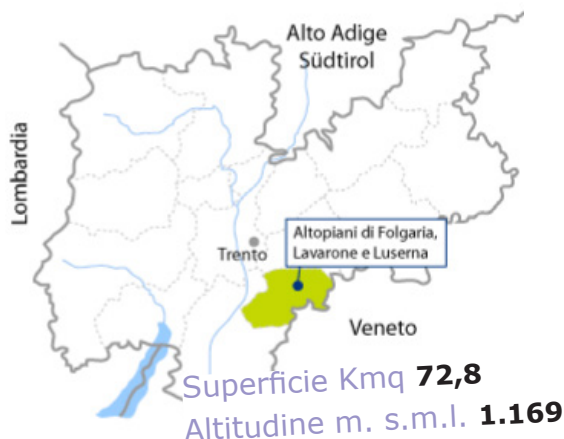 Alto Adige
Südtirol
Lombardia
Altopiani di Folgaria,
Lavarone e Luserna
Trento
Veneto
Superficie Kmq 72,8
Altitudine m. s.m.l. 1.169